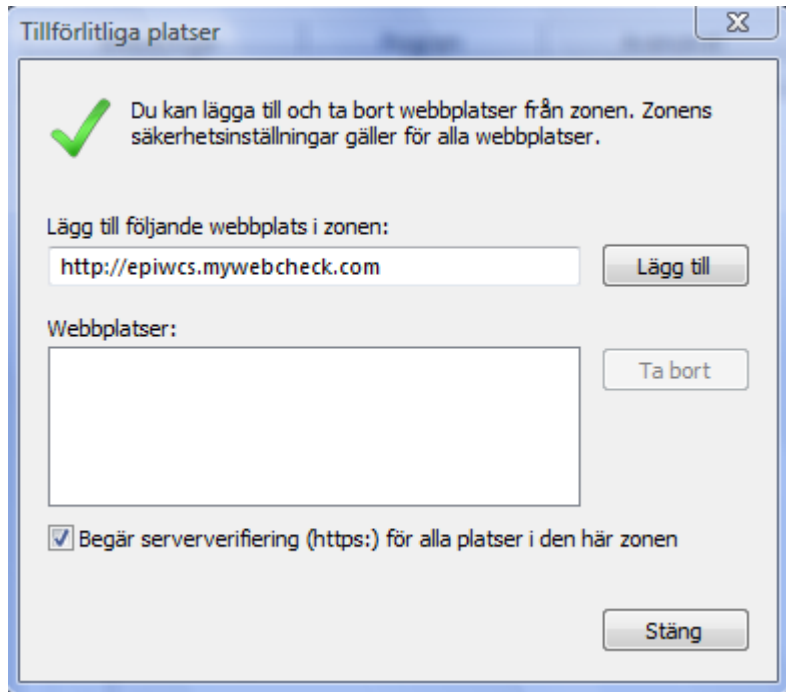 Tillförlitliga platser
Du kan lägga till och ta bort webbplatser från zonen. Zonens
säkerhetsinställningar gäller för alla webbplatser.
Lägg till följande webbplats i zonen:
http://epiwcs.mywebcheck.com
Lägg till
Webbplatser:
Ta bort
Begär serververifiering (https:) för alla platser i den här zonen
Stäng